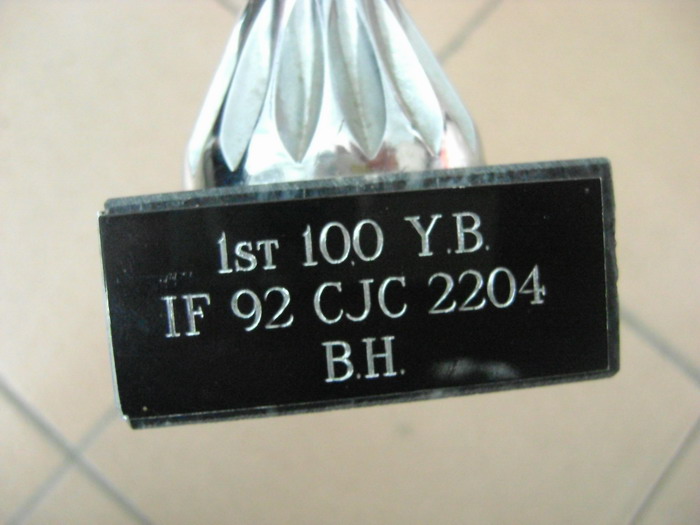 1ST 100 Y.B.
IF 92 CJC 2204
B.H.